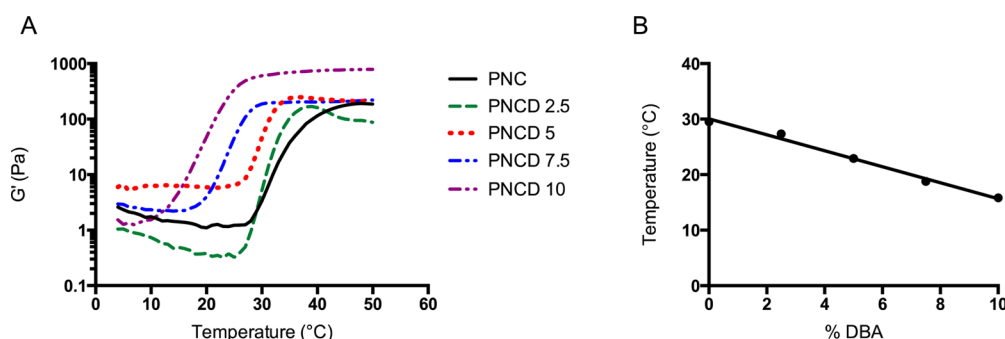 A
G' (Pa)
1000
100
10
1
0.1
0 10 20 30 40 50 60
Temperature (°C)
PNC
PNCD 2.5
PNCD 5
PNCD 7.5
PNCD 10
B
Temperature (°C)
40
30
20
10
0
0 2 4 6 8 10
% DBA